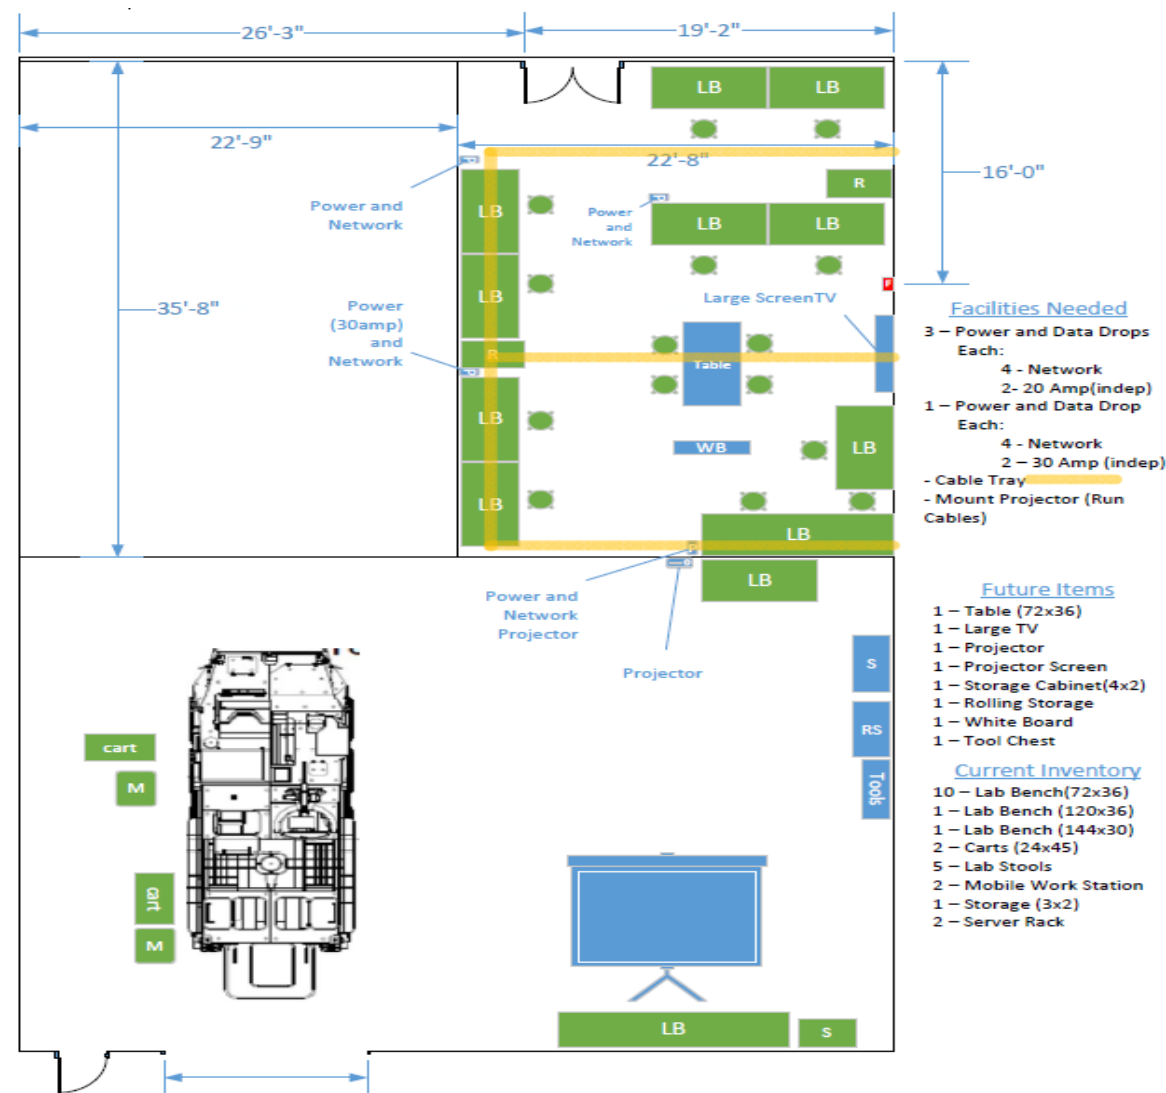 26'-3"
19'-2"
LB
LB
22'-9"
22'-8"
16'-0"
R
Power and
Network
LB
Power
and
Network
LB
LB
Large ScreenTV
35'-8"
LB
Power
(30amp)
and
Network
R
Table
LB
WB
LB
LB
LB
LB
Power and
Network
Projector
Projector
S
RS
Tools
cart
M
cart
M
LB
S
Facilities Needed
3 – Power and Data Drops
Each:
4 - Network
2- 20 Amp(indep)
1 – Power and Data Drop
Each:
4 - Network
2 – 30 Amp (indep)
- Cable Tray
- Mount Projector (Run
Cables)
Future Items
1 – Table (72x36)
1 – Large TV
1 – Projector
1 – Projector Screen
1 – Storage Cabinet(4x2)
1 – Rolling Storage
1 – White Board
1 – Tool Chest
Current Inventory
10 – Lab Bench(72x36)
1 – Lab Bench (120x36)
1 – Lab Bench (144x30)
2 – Carts (24x45)
5 – Lab Stools
2 – Mobile Work Station
1 – Storage (3x2)
2 – Server Rack